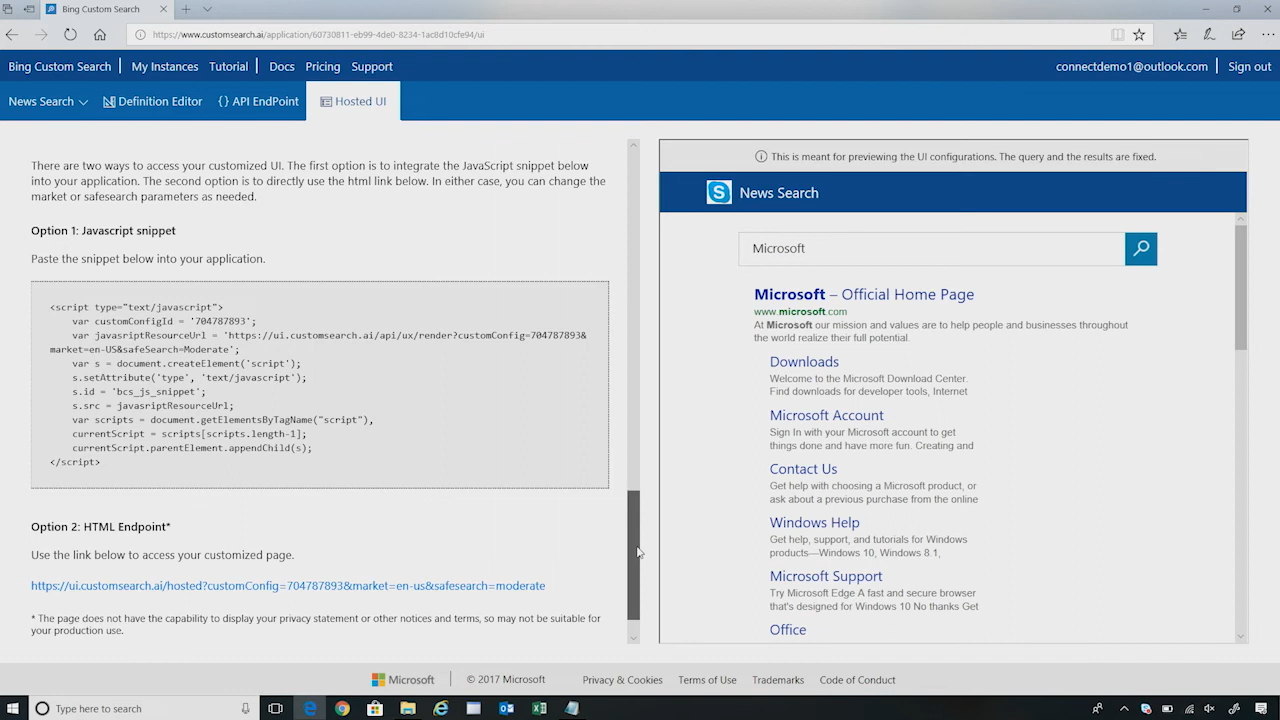 Bing Custom Search
https://www.customsearch.ai/application/60730811-eb99-4de0-8234-1ac8d10cfe94/ui
Bing Custom Search My Instances Tutorial Docs Pricing Support connectdemo1@outlook.com Sign out
News Search Definition Editor {} API EndPoint Hosted UI
There are two ways to access your customized UI. The first option is to integrate the JavaScript snippet below
into your application. The second option is to directly use the html link below. In either case, you can change the
market or safesearch parameters as needed.
Option 1: Javascript snippet
Paste the snippet below into your application.
<script type="text/javascript">
var customConfigId = '704787893';
var javasriptResourceUrl = 'https://ui.customsearch.ai/api/ux/render?customConfig=704787893&
market=en-US&safeSearch=Moderate';
var s = document.createElement('script');
s.setAttribute('type', 'text/javascript');
s.id = 'bcs_js_snippet';
s.src = javasriptResourceUrl;
var scripts = document.getElementsByTagName("script"),
currentScript = scripts[scripts.length-1];
currentScript.parentElement.appendChild(s);
</script>
Option 2: HTML Endpoint*
Use the link below to access your customized page.
https://ui.customsearch.ai/hosted?customConfig=704787893&market=en-us&safesearch=moderate
* The page does not have the capability to display your privacy statement or other notices and terms, so may not be suitable for
your production use.
This is meant for previewing the UI configurations. The query and the results are fixed.
News Search
Microsoft
Microsoft – Official Home Page
www.microsoft.com
At Microsoft our mission and values are to help people and businesses throughout
the world realize their full potential.
Downloads
Welcome to the Microsoft Download Center.
Find downloads for developer tools, Internet
Microsoft Account
Sign In with your Microsoft account to get
things done and have more fun. Creating and
Contact Us
Get help with choosing a Microsoft product, or
ask about a previous purchase from the online
Windows Help
Get help, support, and tutorials for Windows
products—Windows 10, Windows 8.1,
Microsoft Support
Try Microsoft Edge A fast and secure browser
that's designed for Windows 10 No thanks Get
Office
Microsoft © 2017 Microsoft Privacy & Cookies Terms of Use Trademarks Code of Conduct
Type here to search